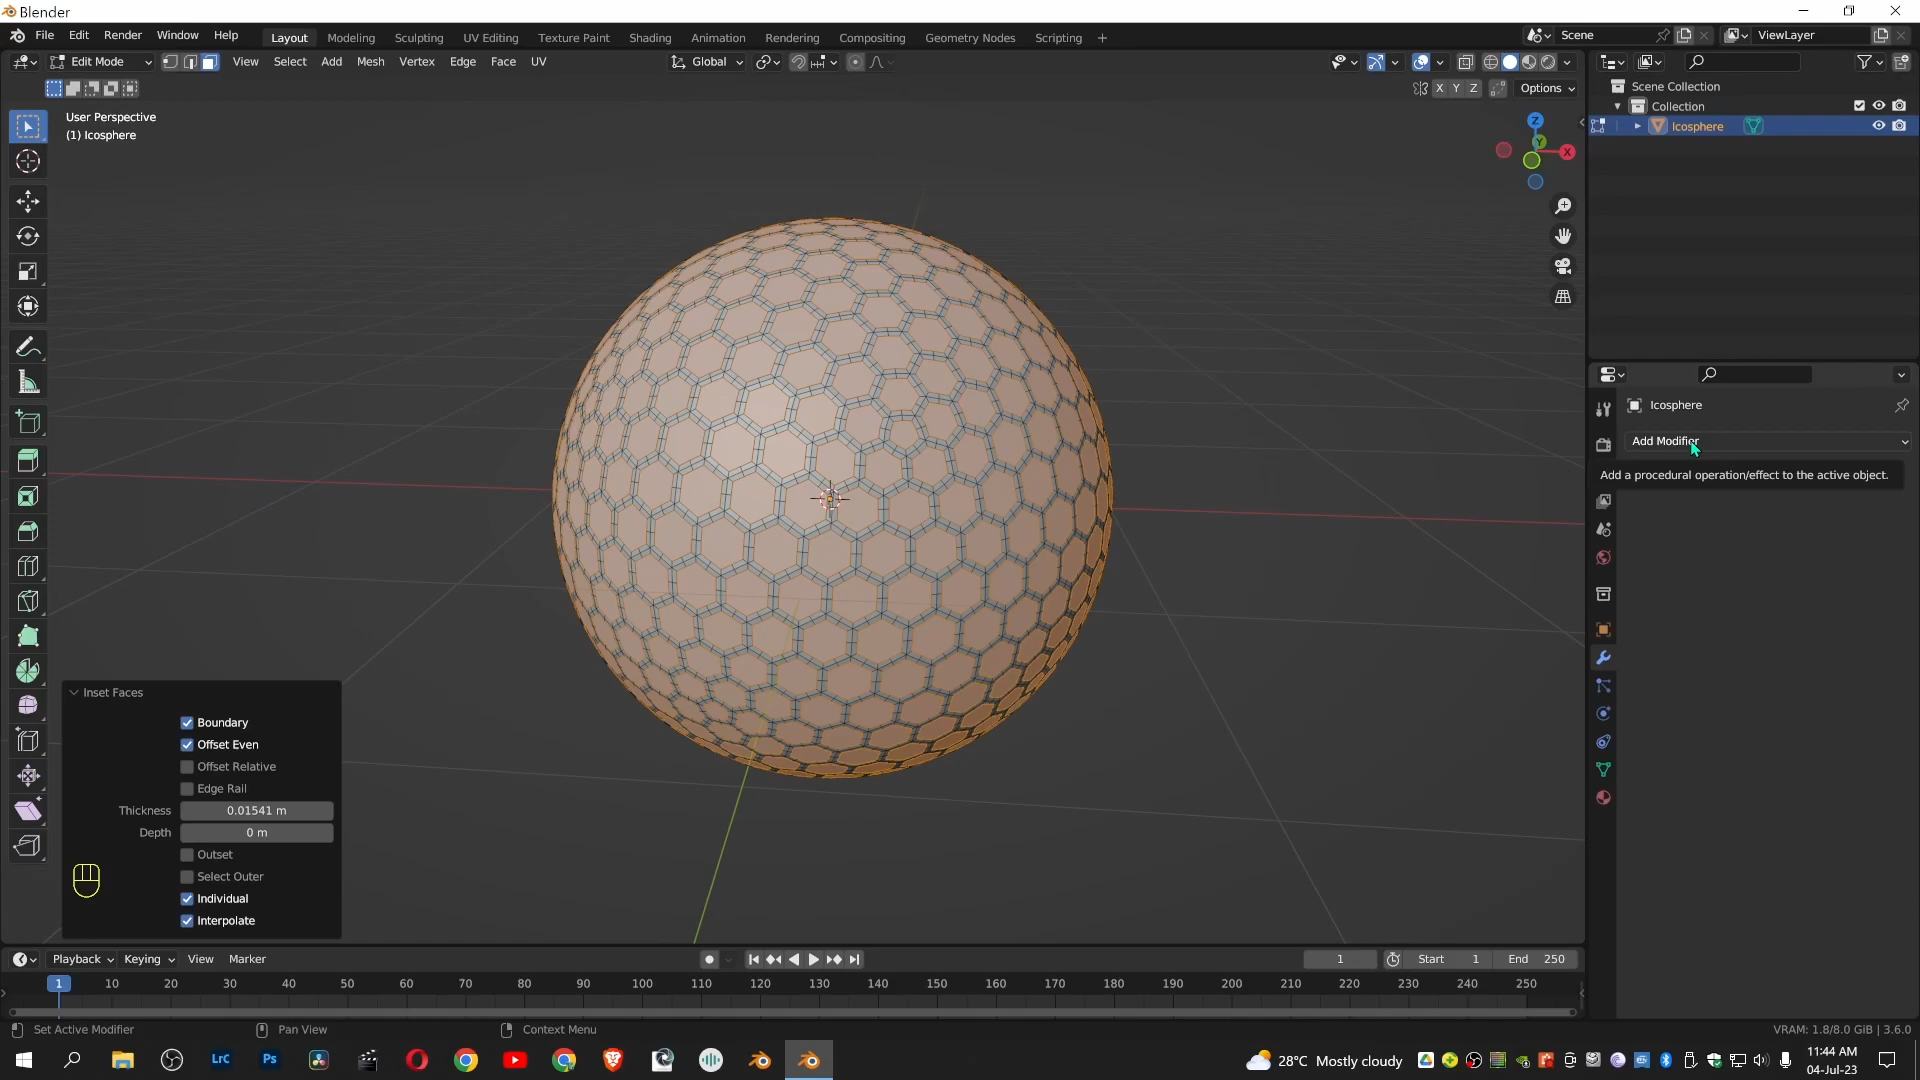 Blender
File Edit Render Window Help Layout Modeling Sculpting UV Editing Texture Paint Shading Animation Rendering Compositing Geometry Nodes Scripting + Scene ViewLayer
Edit Mode View Select Add Mesh Vertex Edge Face UV Global
X Y Z Options
User Perspective
(1) Icosphere
Z
Y
X
Scene Collection
Collection
Icosphere
Icosphere
Add Modifier
Add a procedural operation/effect to the active object.
Inset Faces
Boundary
Offset Even
Offset Relative
Edge Rail
Thickness 0.01541 m
Depth 0 m
Outset
Select Outer
Individual
Interpolate
Playback Keying View Marker 1 Start 1 End 250
1 10 20 30 40 50 60 70 80 90 100 110 120 130 140 150 160 170 180 190 200 210 220 230 240 250
Set Active Modifier Pan View Context Menu VRAM: 1.8/8.0 GiB | 3.6.0
LrC Ps 28°C Mostly cloudy 11:44 AM
04-Jul-23